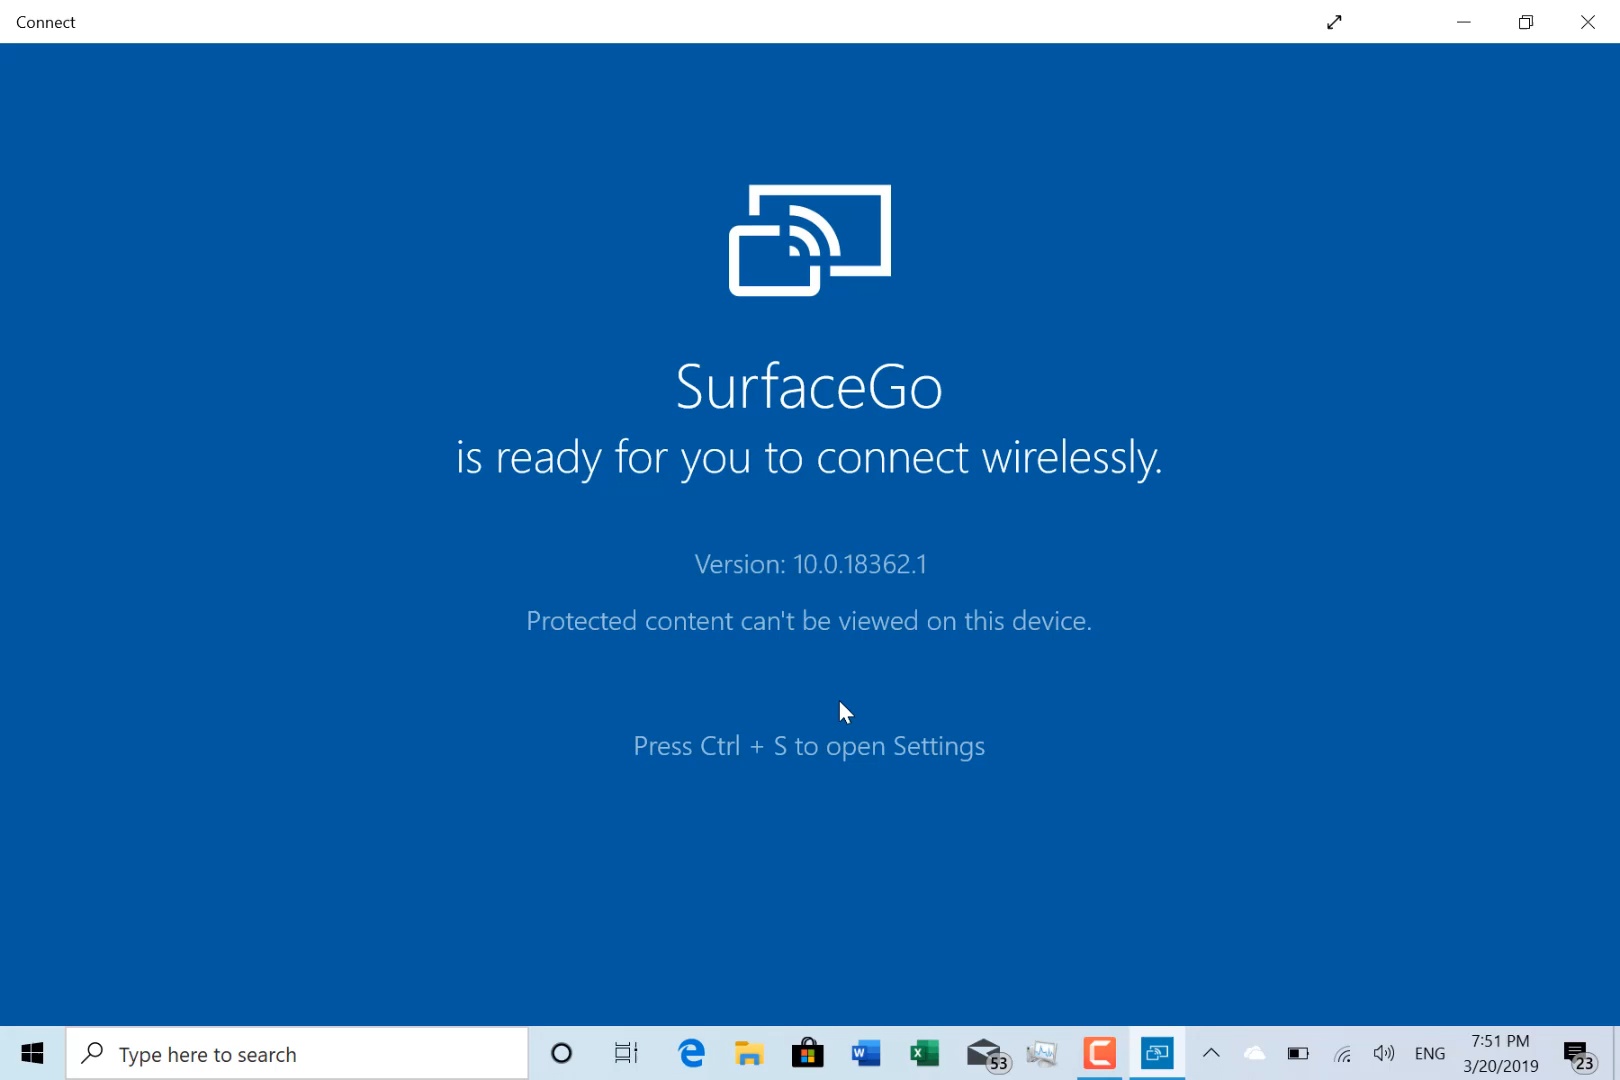 Connect
SurfaceGo
is ready for you to connect wirelessly.
Version: 10.0.18362.1
Protected content can't be viewed on this device.
Press Ctrl + S to open Settings
Type here to search
53
ENG
7:51 PM
3/20/2019
23